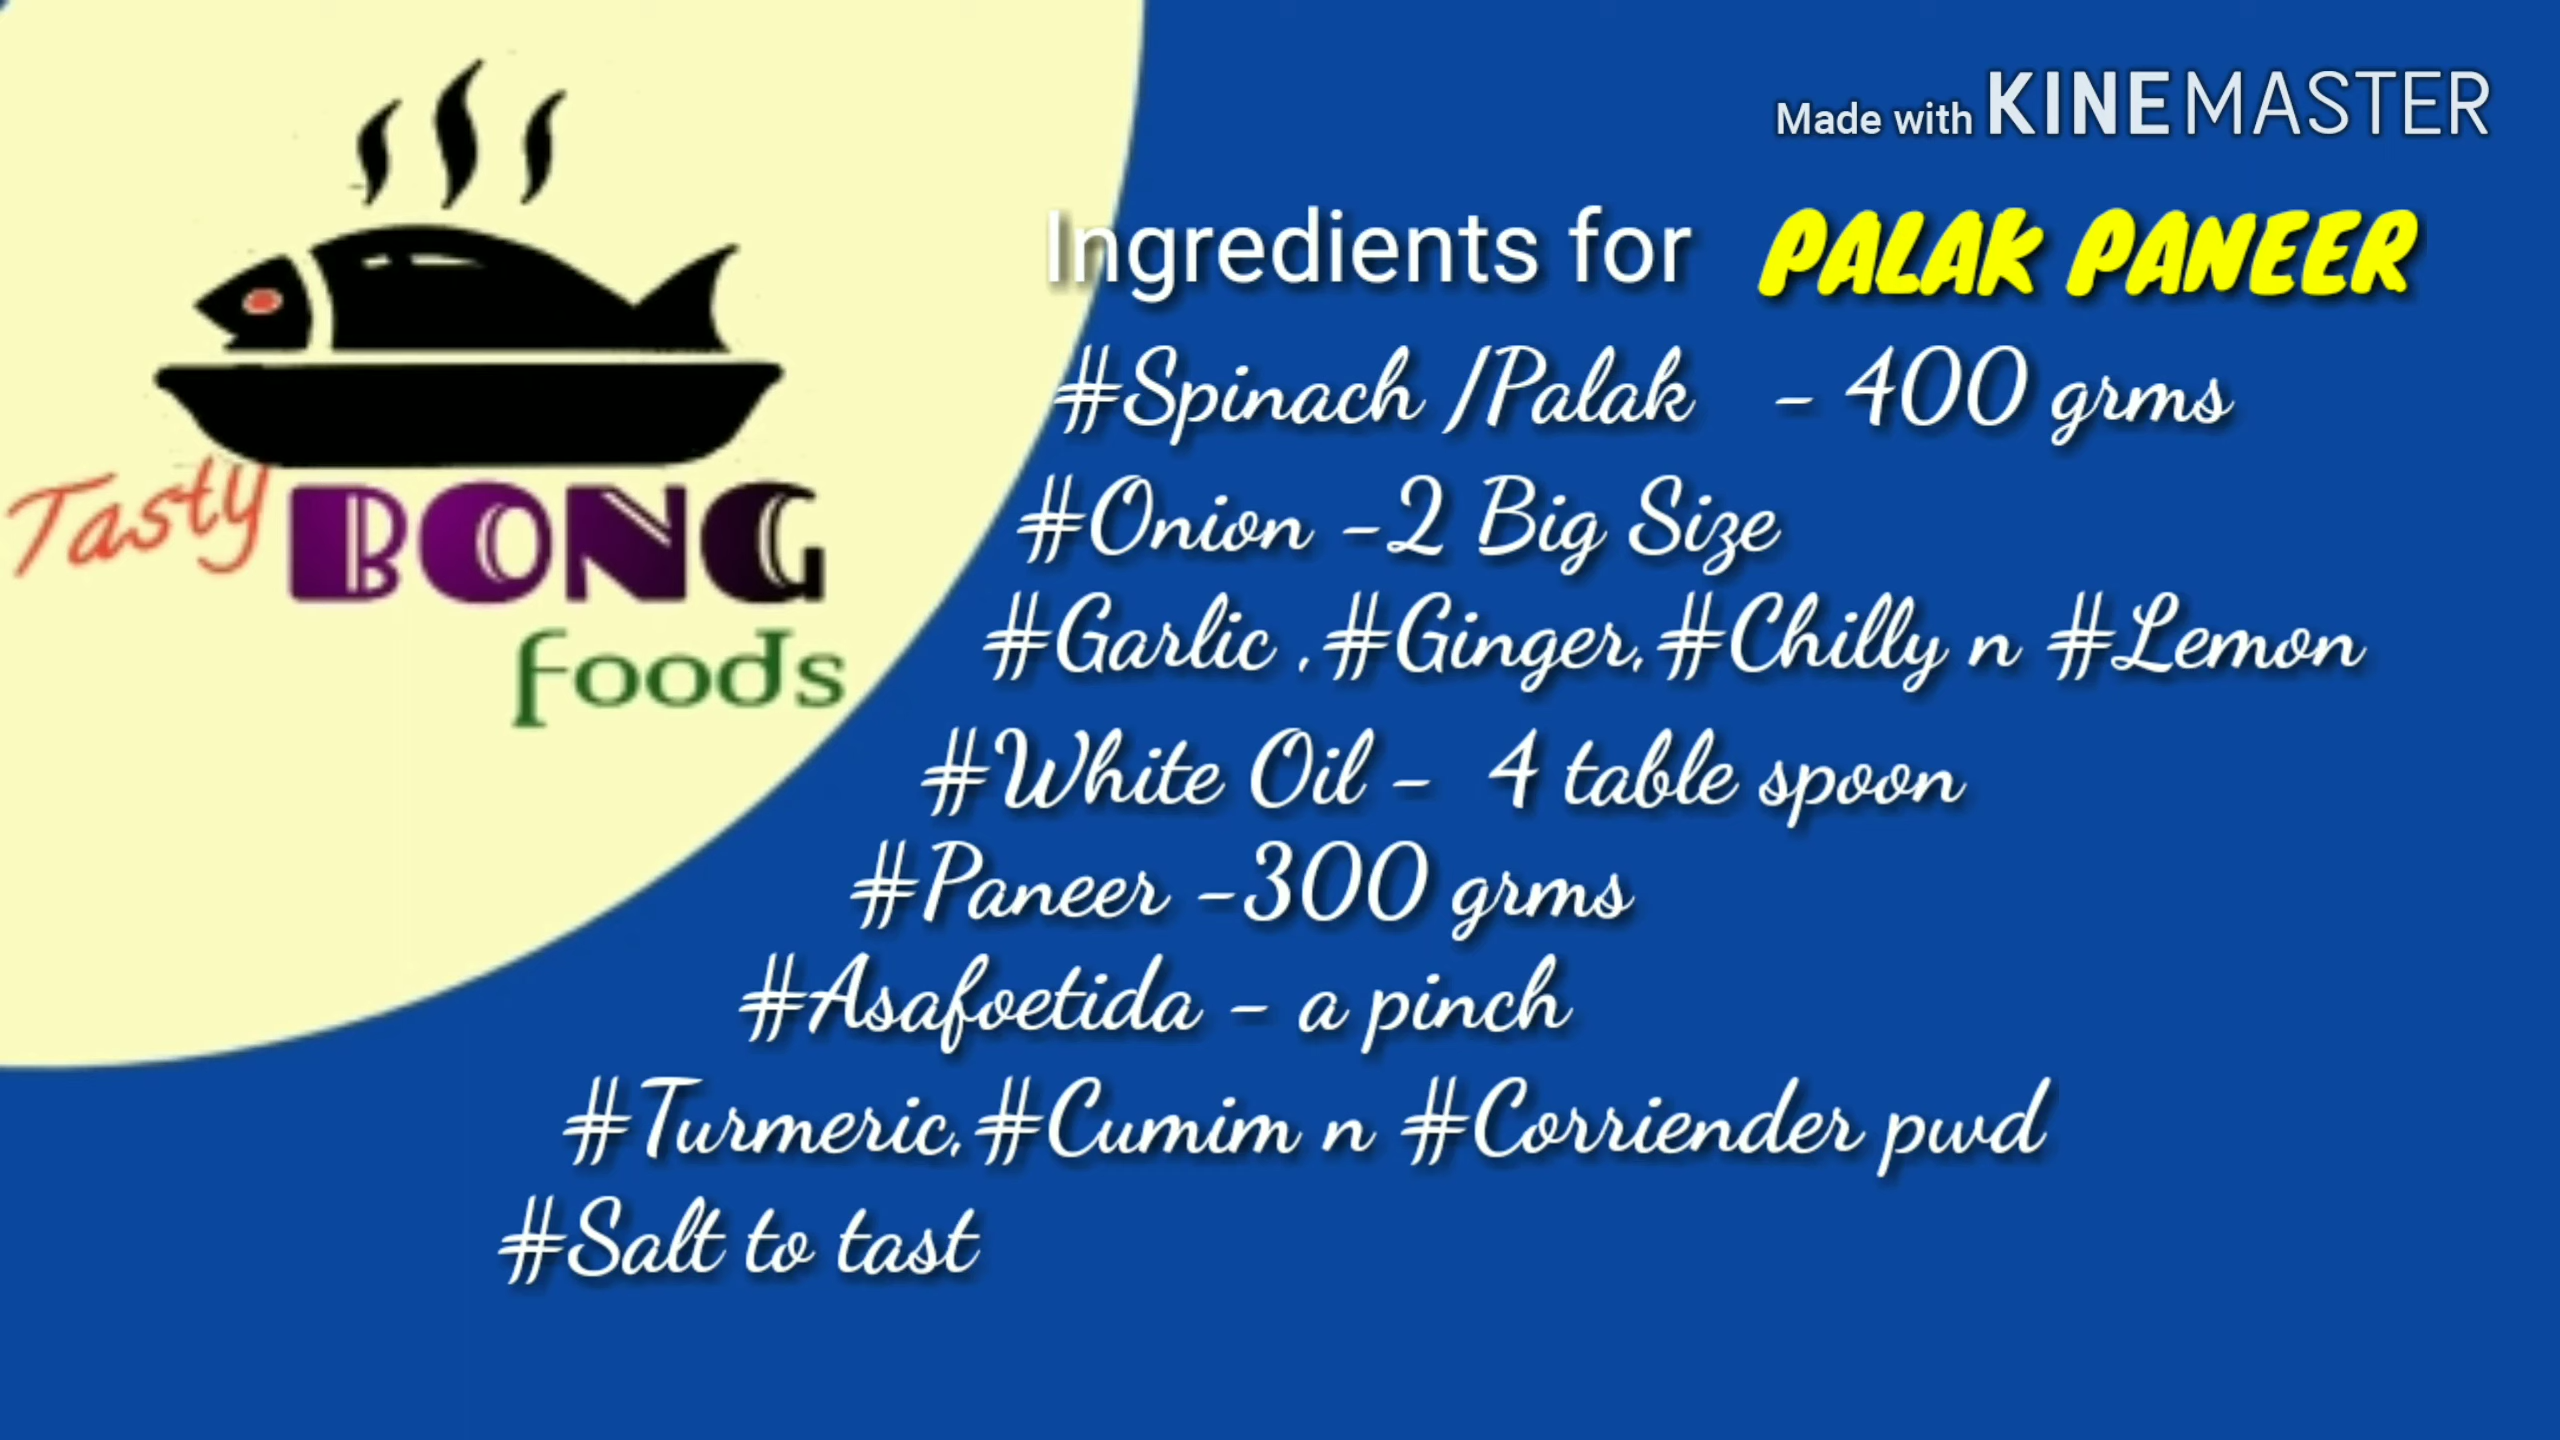 Made with KINEMASTER
Ingredients for PALAK PANEER
#Spinach /Palak - 400 grms
#Onion -2 Big Size
#Garlic ,#Ginger,#Chilly n #Lemon
#White Oil - 4 table spoon
#Paneer -300 grms
#Asafoetida - a pinch
#Turmeric,#Cumim n #Corriender pwd
#Salt to tast
Tasty BONG
foods